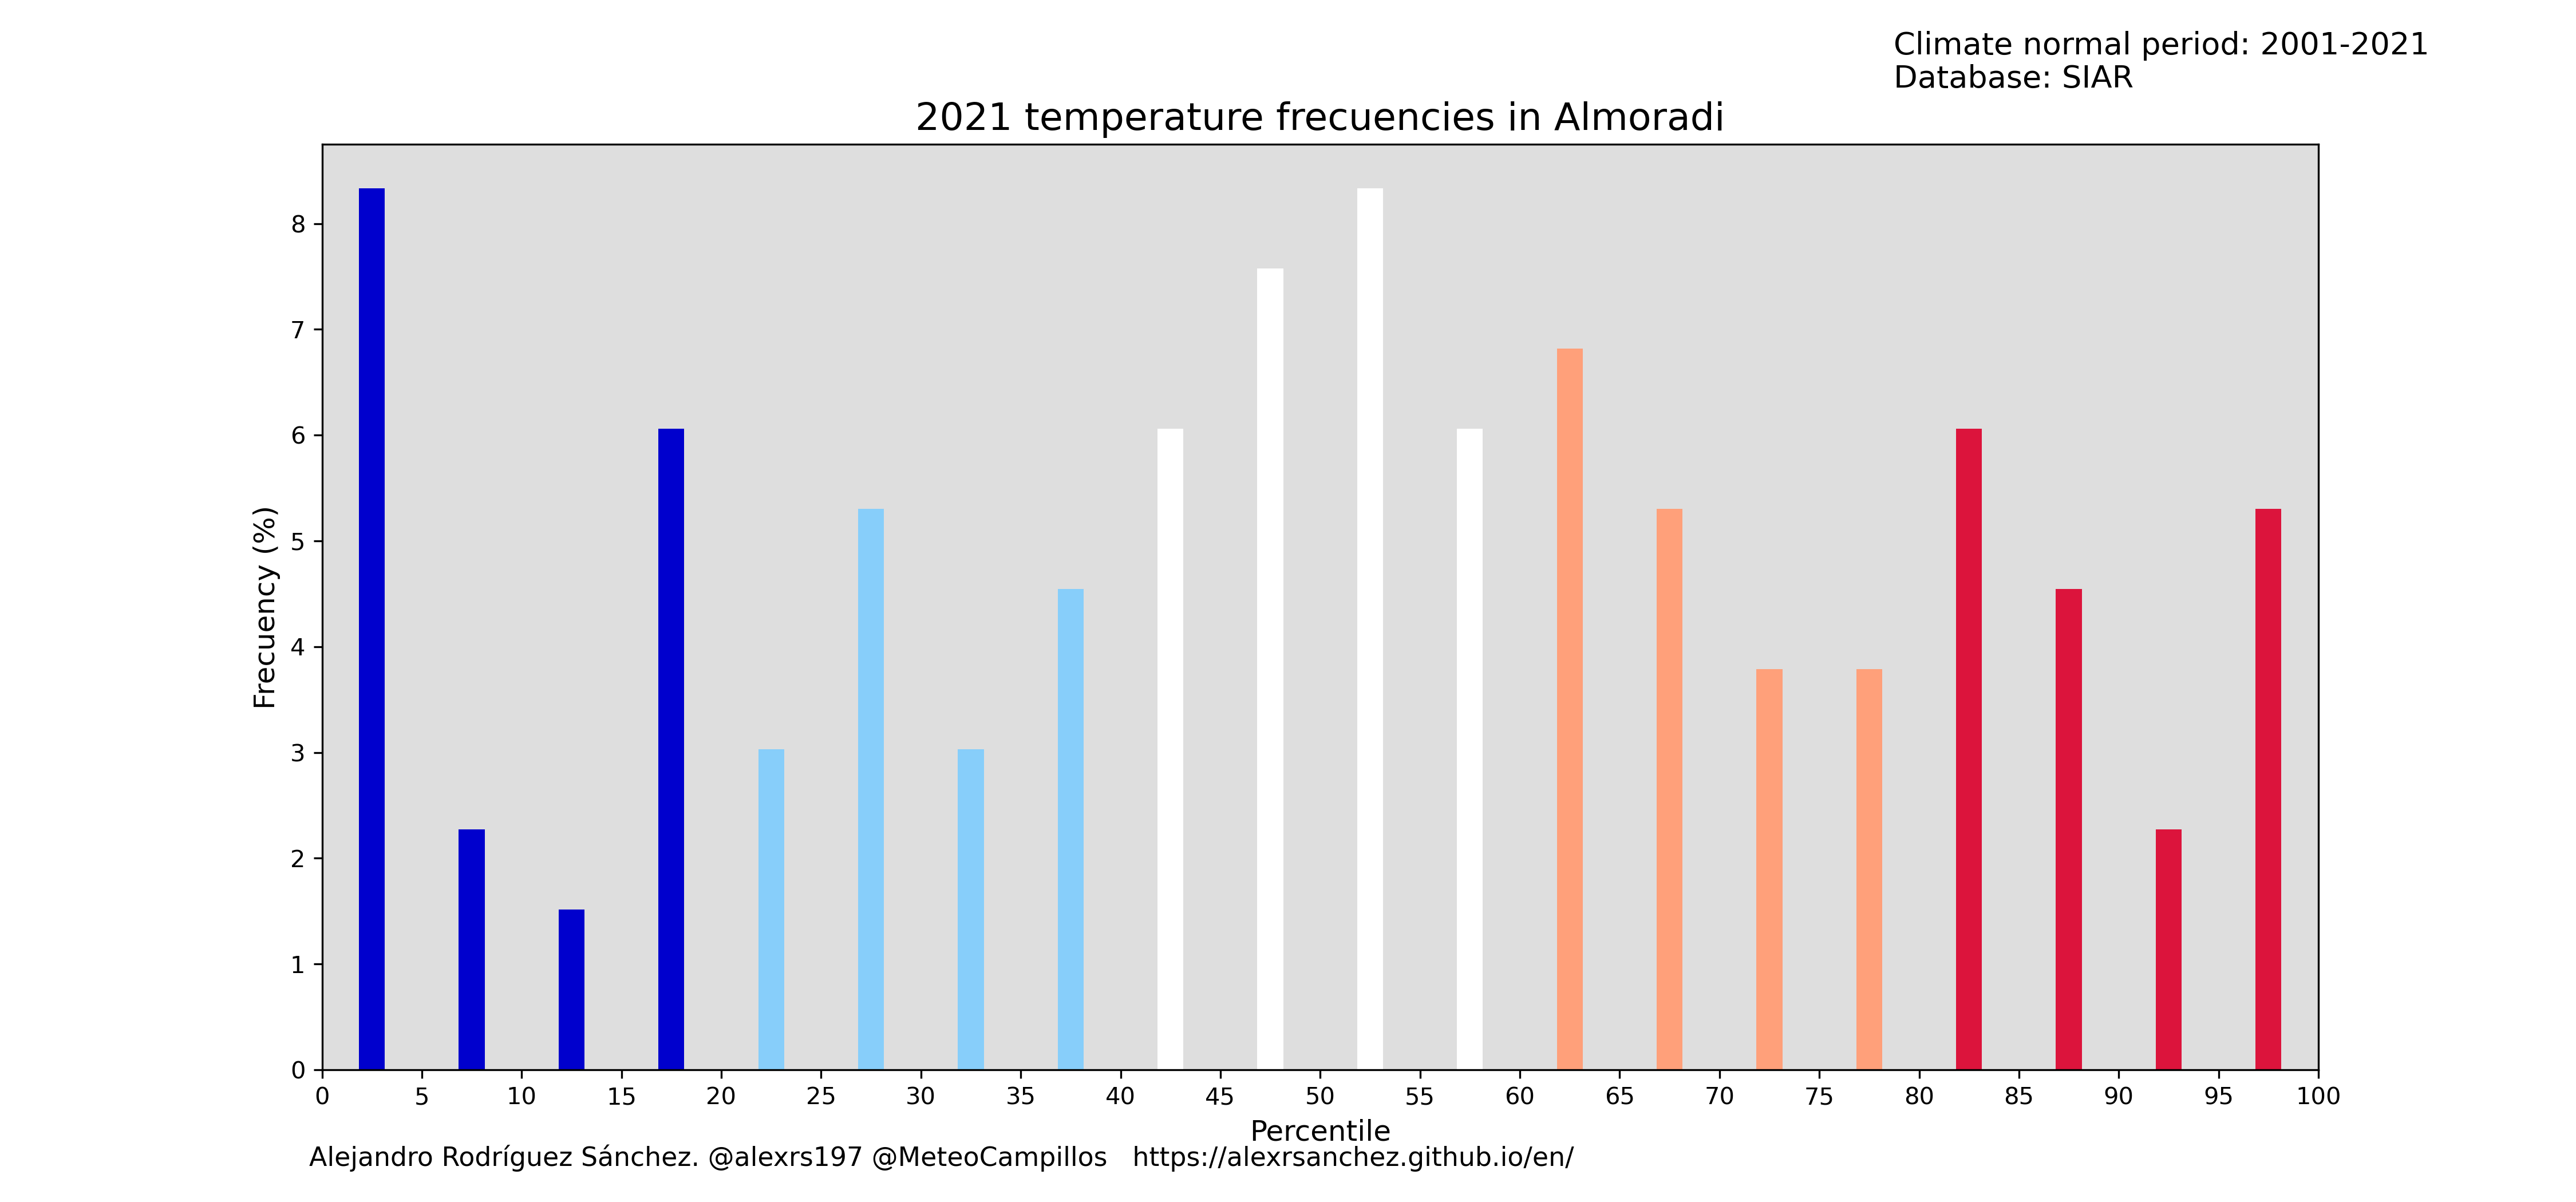 Climate normal period: 2001-2021
Database: SIAR
2021 temperature frecuencies in Almoradi
Frecuency (%)
8
7
6
5
4
3
2
1
0
0 5 10 15 20 25 30 35 40 45 50 55 60 65 70 75 80 85 90 95 100
Percentile
Alejandro Rodríguez Sánchez. @alexrs197 @MeteoCampillos https://alexrsanchez.github.io/en/